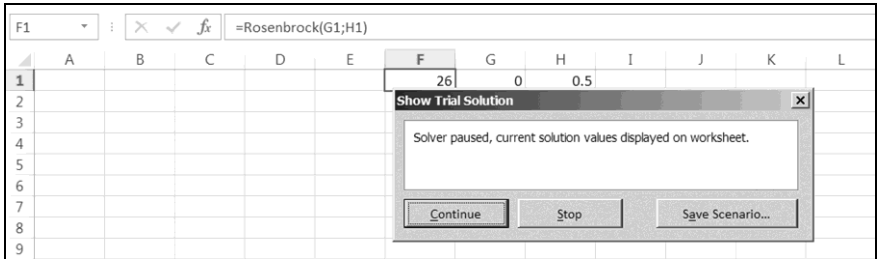 F1 fx =Rosenbrock(G1;H1)
A B C D E F G H I J K L
1 26 0 0.5
2 Show Trial Solution x
3
Solver paused, current solution values displayed on worksheet.
4
5
6
7 Continue Stop Save Scenario...
8
9